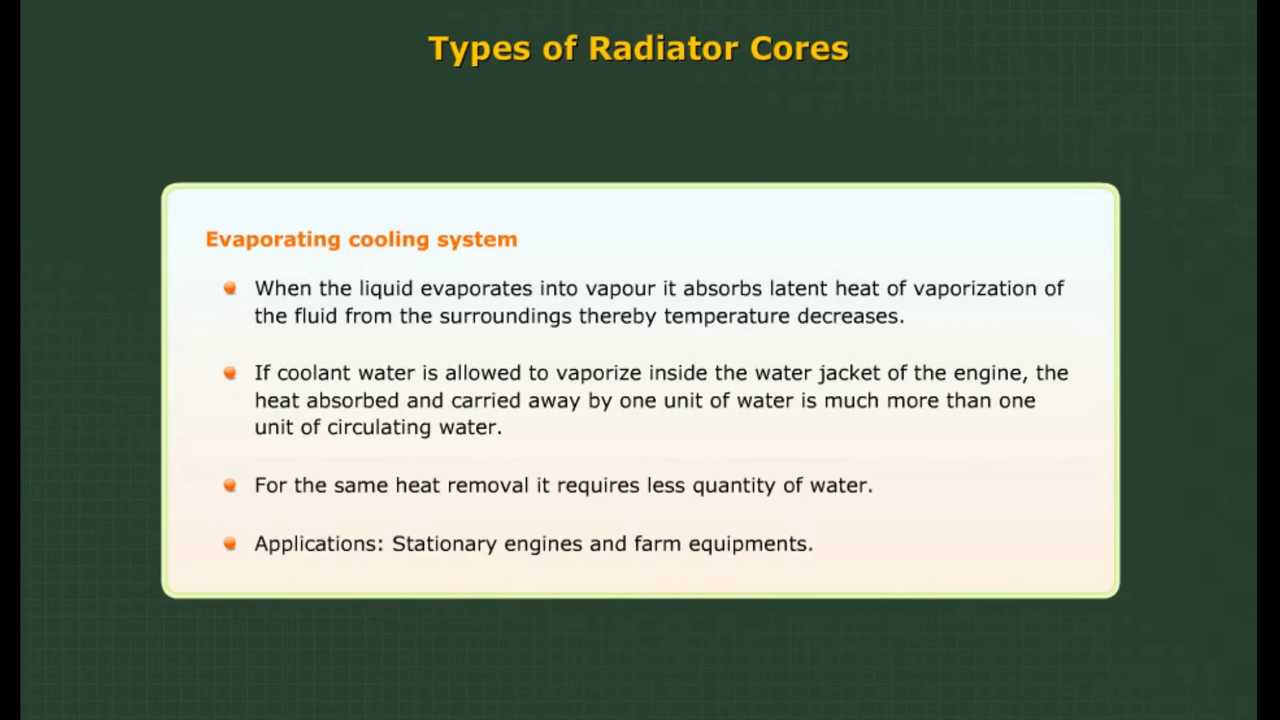 Types of Radiator Cores
Evaporating cooling system
When the liquid evaporates into vapour it absorbs latent heat of vaporization of
the fluid from the surroundings thereby temperature decreases.
If coolant water is allowed to vaporize inside the water jacket of the engine, the
heat absorbed and carried away by one unit of water is much more than one
unit of circulating water.
For the same heat removal it requires less quantity of water.
Applications: Stationary engines and farm equipments.